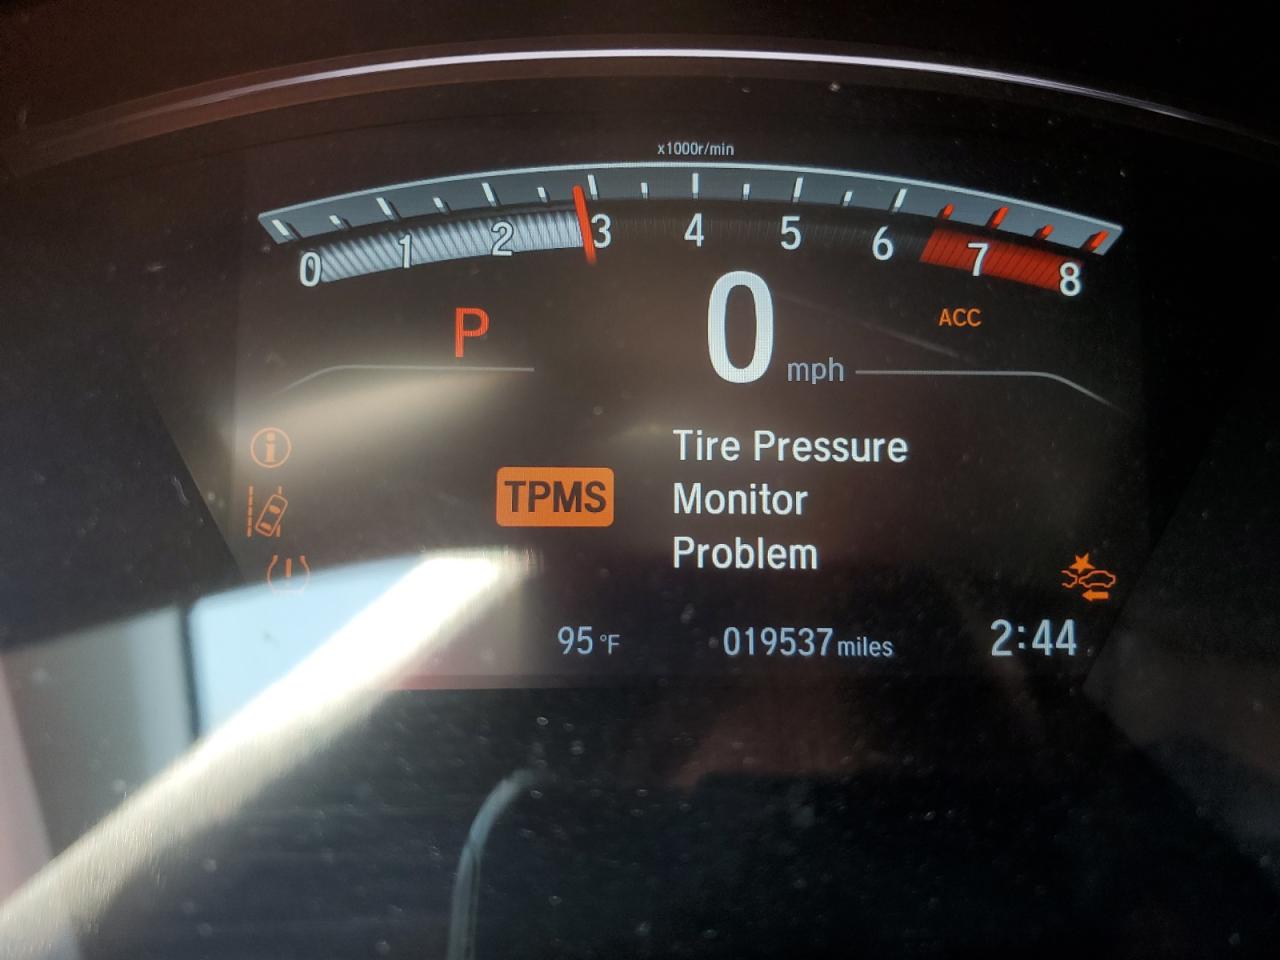 x1000r/min
0 1 2 3 4 5 6 7 8
P
0 mph
ACC
TPMS
Tire Pressure
Monitor
Problem
95 °F
019537 miles
2:44